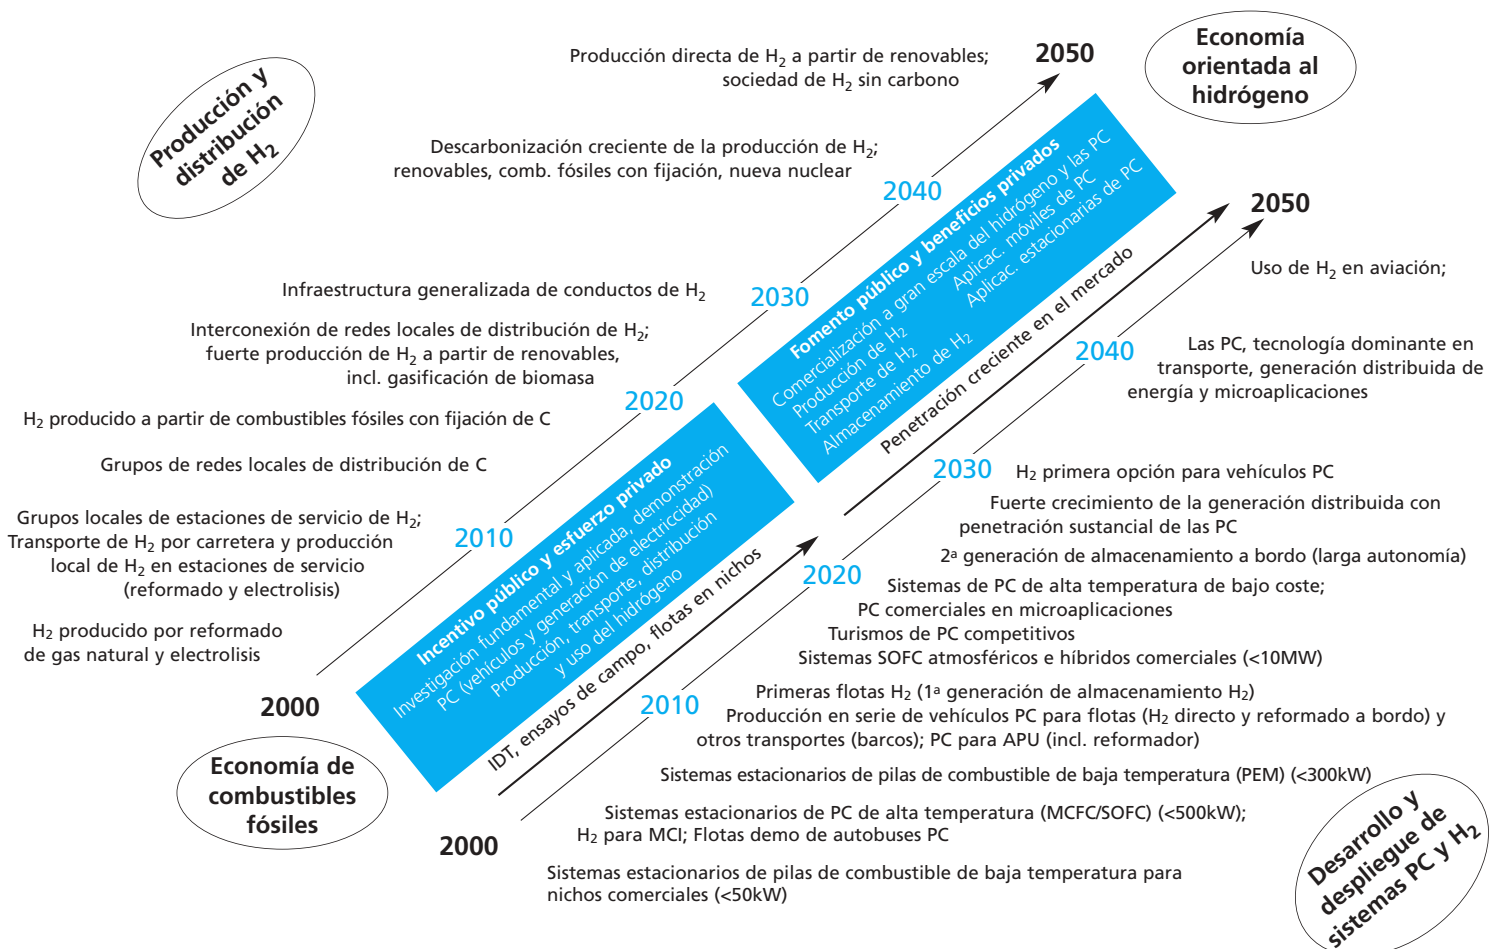 Producción y
distribución
de H₂
Producción directa de H₂ a partir de renovables;
sociedad de H₂ sin carbono
2050
Economía
orientada al
hidrógeno
Descarbonización creciente de la producción de H₂;
renovables, comb. fósiles con fijación, nueva nuclear
2040
Infraestructura generalizada de conductos de H₂
2030
Interconexión de redes locales de distribución de H₂;
fuerte producción de H₂ a partir de renovables,
incl. gasificación de biomasa
2020
H₂ producido a partir de combustibles fósiles con fijación de C
Grupos de redes locales de distribución de C
Grupos locales de estaciones de servicio de H₂;
Transporte de H₂ por carretera y producción
local de H₂ en estaciones de servicio
(reformado y electrolisis)
2010
H₂ producido por reformado
de gas natural y electrolisis
2000
Economía de
combustibles
fósiles
Fomento público y beneficios privados
Comercialización a gran escala del hidrógeno y las PC
Producción de H₂ Aplicac. móviles de PC
Transporte de H₂ Aplicac. estacionarias de PC
Almacenamiento de H₂
Penetración creciente en el mercado
Incentivo público y esfuerzo privado
Investigación fundamental y aplicada, demonstración
PC (vehículos y generación de electriccidad)
Producción, transporte, distribución
y uso del hidrógeno
IDT, ensayos de campo, flotas en nichos
2050
Uso de H₂ en aviación;
2040
Las PC, tecnología dominante en
transporte, generación distribuida de
energía y microaplicaciones
2030
H₂ primera opción para vehículos PC
Fuerte crecimiento de la generación distribuida con
penetración sustancial de las PC
2ª generación de almacenamiento a bordo (larga autonomía)
2020
Sistemas de PC de alta temperatura de bajo coste;
PC comerciales en microaplicaciones
Turismos de PC competitivos
Sistemas SOFC atmosféricos e híbridos comerciales (<10MW)
2010
Primeras flotas H₂ (1ª generación de almacenamiento H₂)
Producción en serie de vehículos PC para flotas (H₂ directo y reformado a bordo) y
otros transportes (barcos); PC para APU (incl. reformador)
Sistemas estacionarios de pilas de combustible de baja temperatura (PEM) (<300kW)
Sistemas estacionarios de PC de alta temperatura (MCFC/SOFC) (<500kW);
H₂ para MCI; Flotas demo de autobuses PC
2000
Sistemas estacionarios de pilas de combustible de baja temperatura para
nichos comerciales (<50kW)
Desarrollo y
despliegue de
sistemas PC y H₂